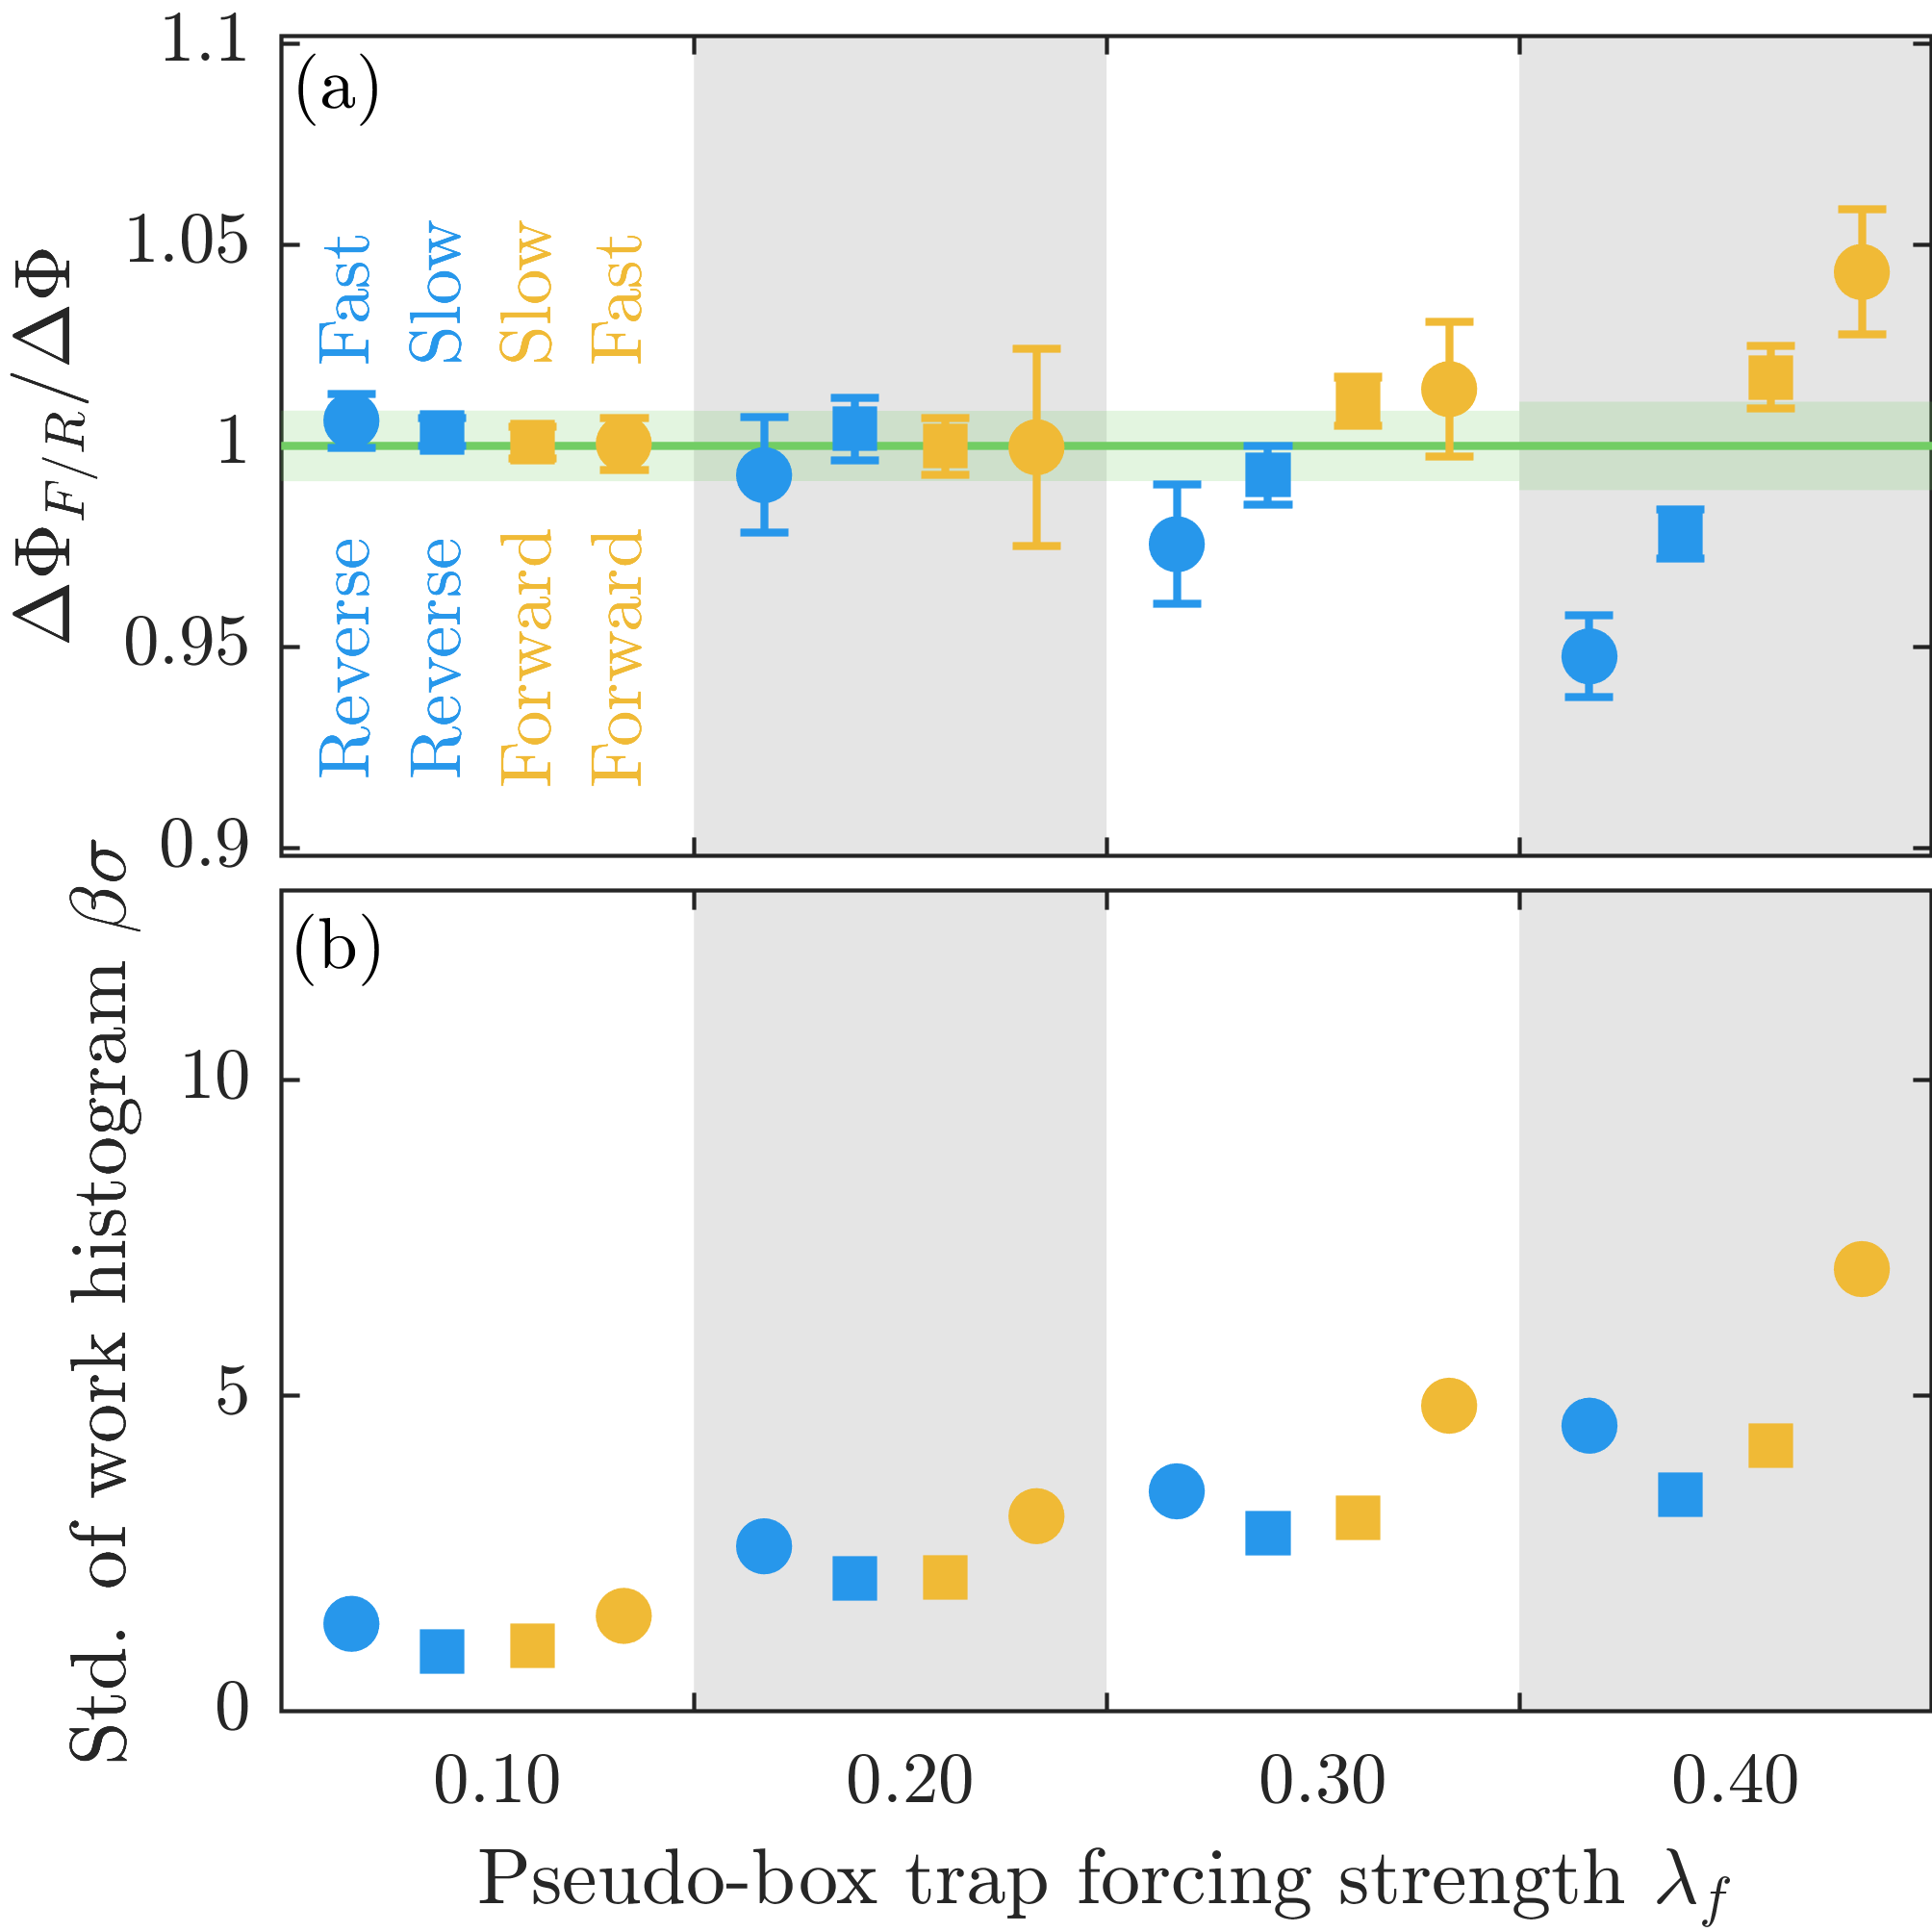 (a)
1.1
1.05
1
0.95
0.9
ΔΦ_{F/R}/ΔΦ
Fast
Slow
Slow
Fast
Reverse
Reverse
Forward
Forward
(b)
10
5
0
Std. of work histogram βσ
0.10 0.20 0.30 0.40
Pseudo-box trap forcing strength λ_f